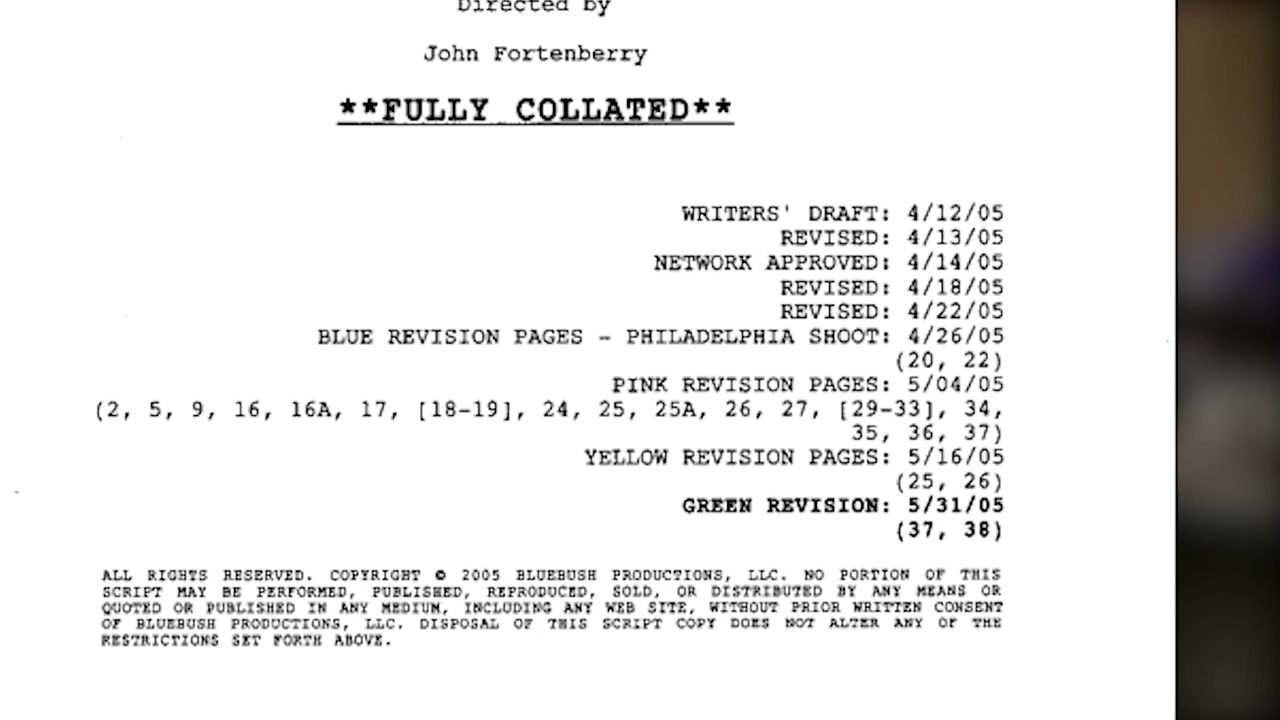 Directed by
John Fortenberry
**FULLY COLLATED**
WRITERS' DRAFT: 4/12/05
REVISED: 4/13/05
NETWORK APPROVED: 4/14/05
REVISED: 4/18/05
REVISED: 4/22/05
BLUE REVISION PAGES - PHILADELPHIA SHOOT: 4/26/05
(20, 22)
PINK REVISION PAGES: 5/04/05
(2, 5, 9, 16, 16A, 17, [18-19], 24, 25, 25A, 26, 27, [29-33], 34,
35, 36, 37)
YELLOW REVISION PAGES: 5/16/05
(25, 26)
GREEN REVISION: 5/31/05
(37, 38)
ALL RIGHTS RESERVED. COPYRIGHT © 2005 BLUEBUSH PRODUCTIONS, LLC. NO PORTION OF THIS
SCRIPT MAY BE PERFORMED, PUBLISHED, REPRODUCED, SOLD, OR DISTRIBUTED BY ANY MEANS OR
QUOTED OR PUBLISHED IN ANY MEDIUM, INCLUDING ANY WEB SITE, WITHOUT PRIOR WRITTEN CONSENT
OF BLUEBUSH PRODUCTIONS, LLC. DISPOSAL OF THIS SCRIPT COPY DOES NOT ALTER ANY OF THE
RESTRICTIONS SET FORTH ABOVE.